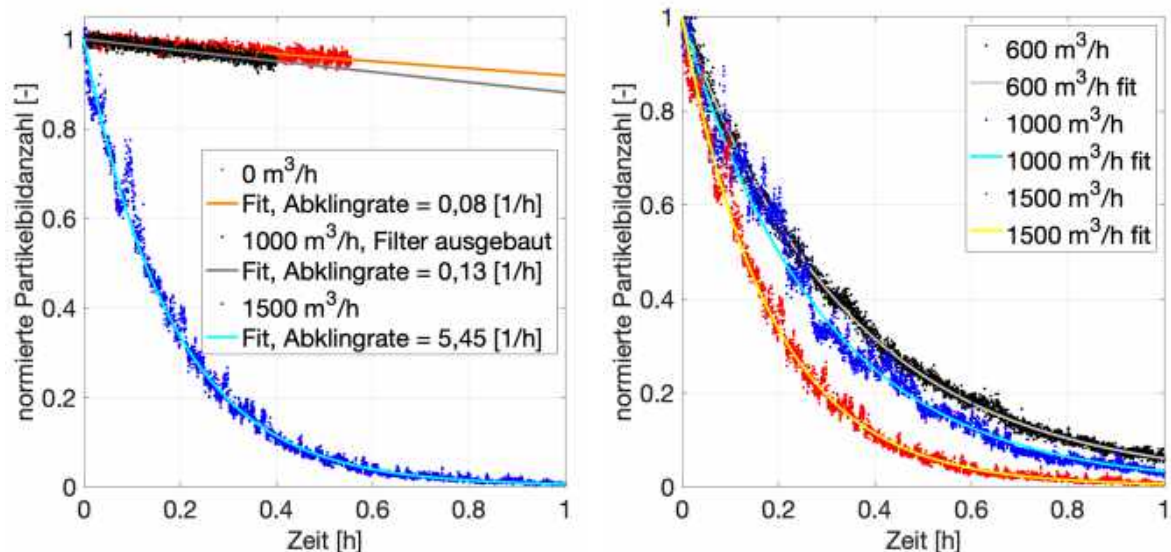 normierte Partikelbildanzahl [-]
1
0.8
0.6
0.4
0.2
0
0 m³/h
Fit, Abklingrate = 0,08 [1/h]
1000 m³/h, Filter ausgebaut
Fit, Abklingrate = 0,13 [1/h]
1500 m³/h
Fit, Abklingrate = 5,45 [1/h]
0
0.2
0.4
0.6
0.8
1
Zeit [h]
normierte Partikelbildanzahl [-]
1
0.8
0.6
0.4
0.2
0
600 m³/h
600 m³/h fit
1000 m³/h
1000 m³/h fit
1500 m³/h
1500 m³/h fit
0
0.2
0.4
0.6
0.8
1
Zeit [h]